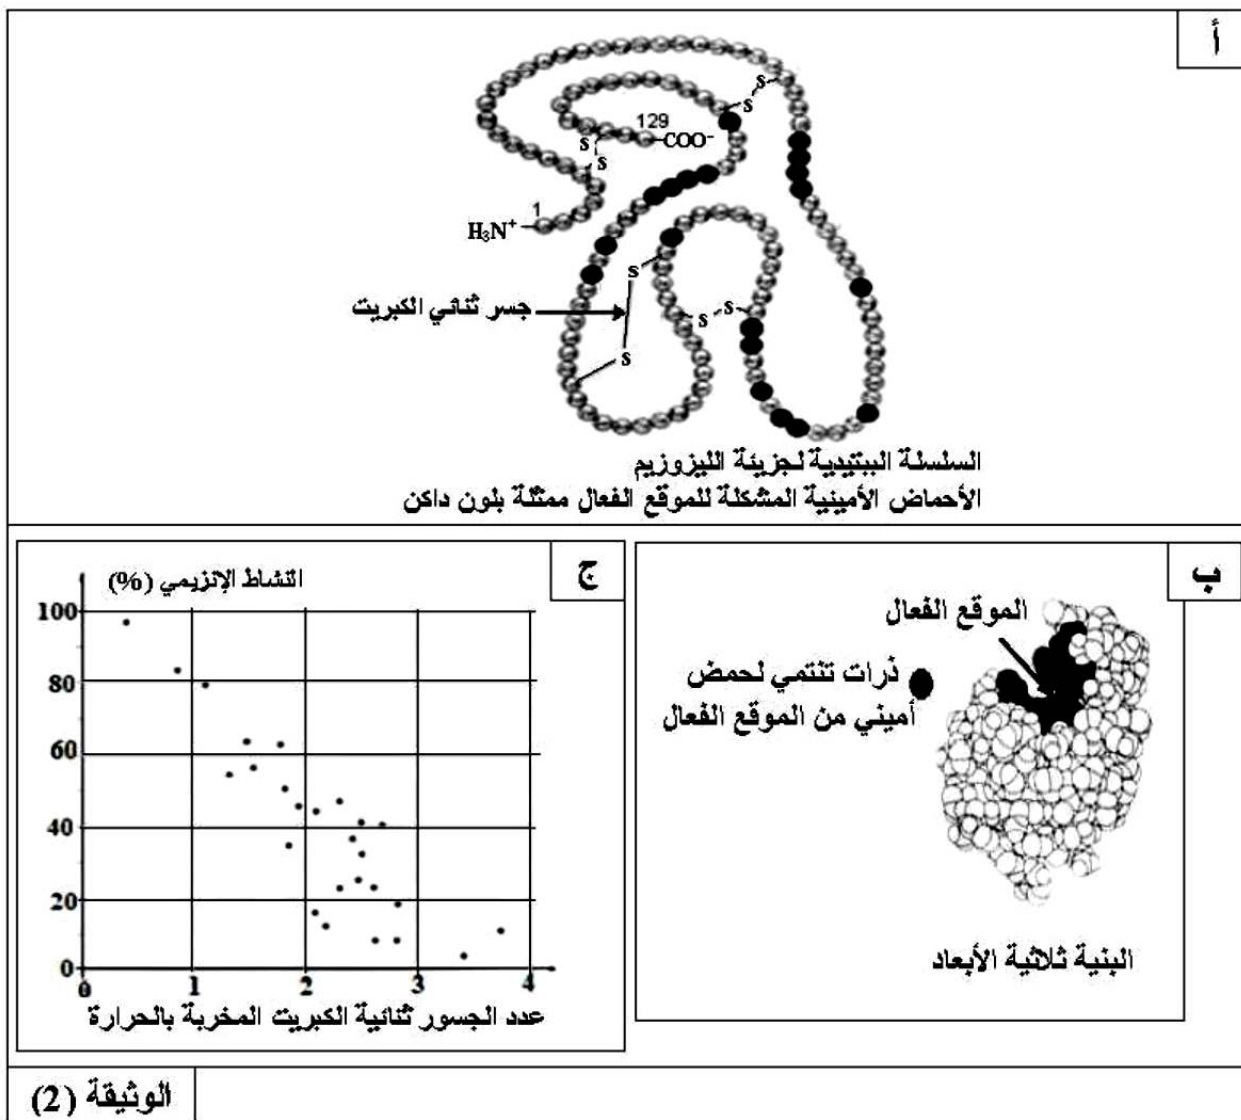 أ
S
S
129
COO⁻
S
S
1
H₃N⁺
S
جسر ثنائي الكبريت
S
S
S
السلسلة الببتيدية لجزيئة الليزوزيم
الأحماض الأمينية المشكلة للموقع الفعال ممثلة بلون داكن
ب
الموقع الفعال
ذرات تنتمي لحمض
أميني من الموقع الفعال
البنية ثلاثية الأبعاد
ج
النشاط الإنزيمي (%)
100
80
60
40
20
0
0 1 2 3 4
عدد الجسور ثنائية الكبريت المخربة بالحرارة
الوثيقة (2)